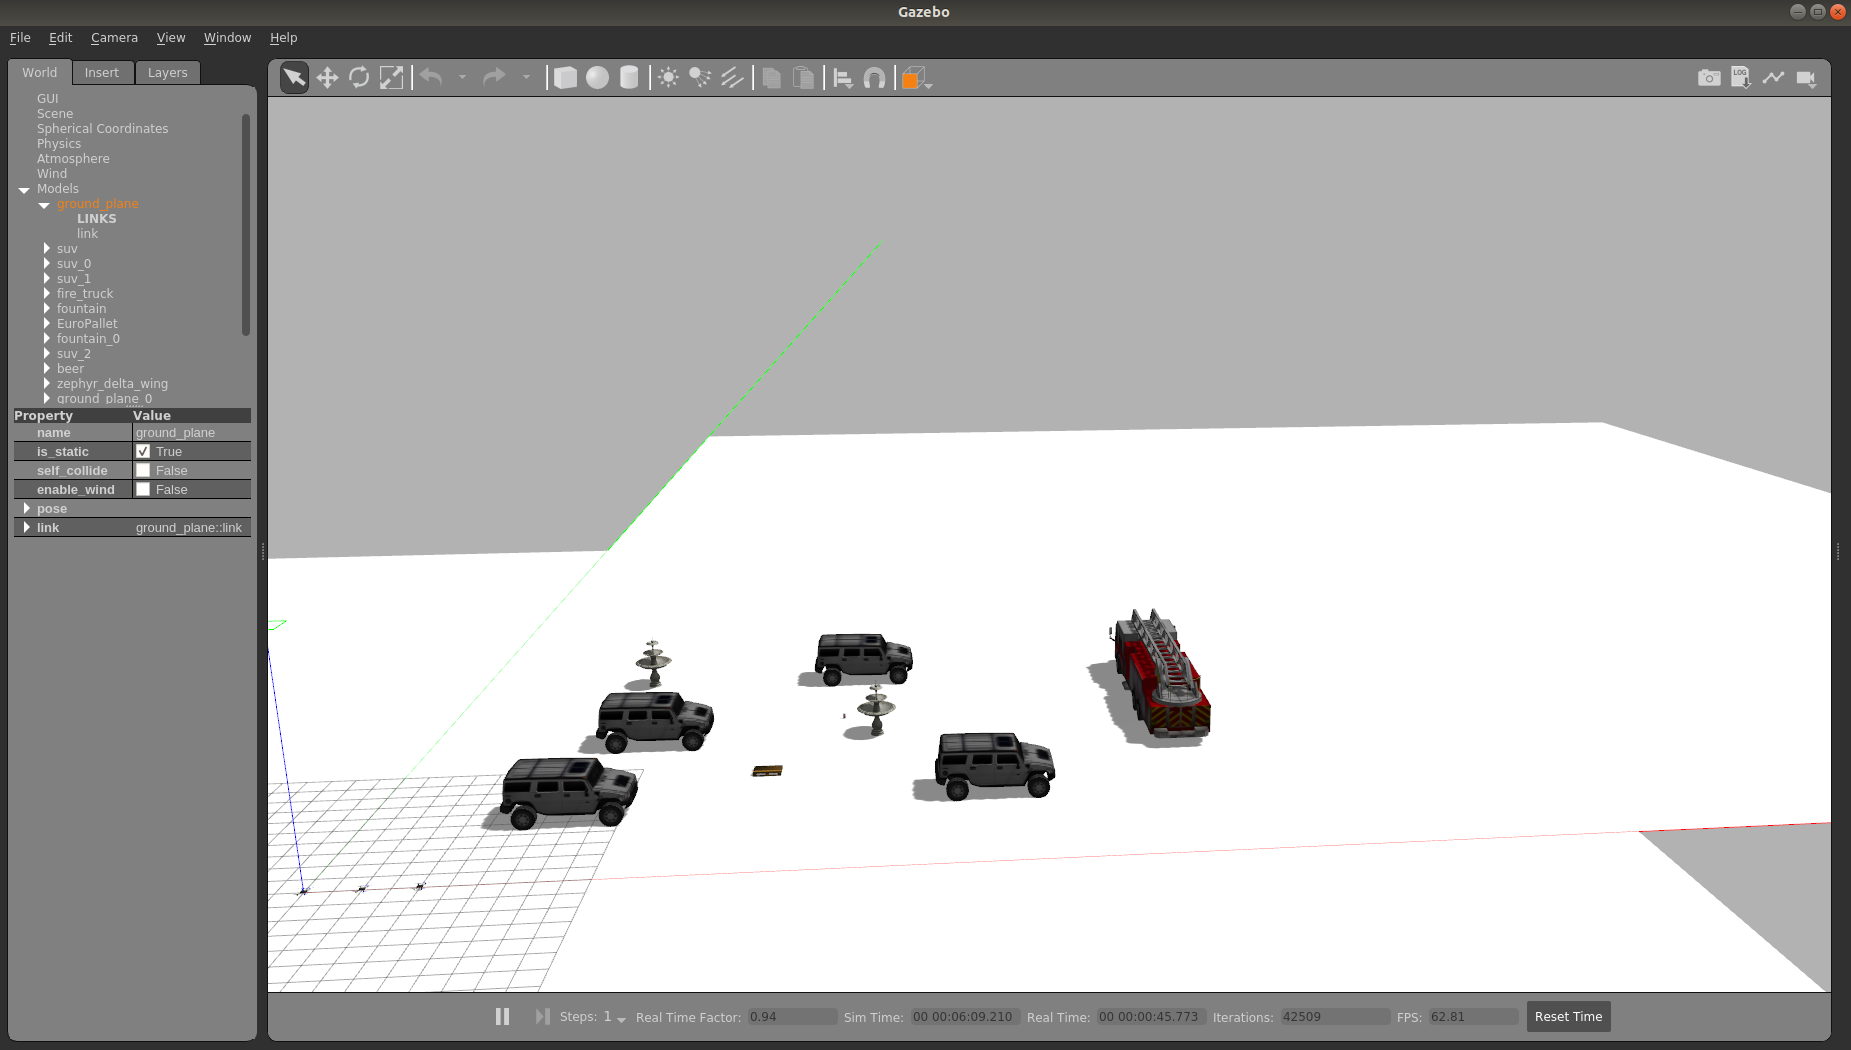 Gazebo
File Edit Camera View Window Help
World Insert Layers
LOG
GUI
Scene
Spherical Coordinates
Physics
Atmosphere
Wind
Models
ground_plane
LINKS
link
suv
suv_0
suv_1
fire_truck
fountain
EuroPallet
fountain_0
suv_2
beer
zephyr_delta_wing
ground_plane_0
Property Value
name ground_plane
is_static True
self_collide False
enable_wind False
pose
link ground_plane::link
Steps: 1 Real Time Factor: 0.94 Sim Time: 00 00:06:09.210 Real Time: 00 00:00:45.773 Iterations: 42509 FPS: 62.81 Reset Time